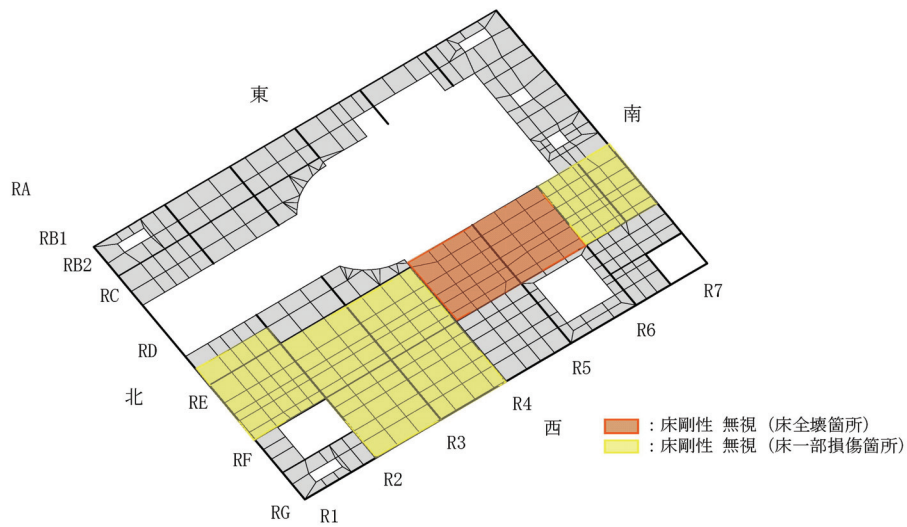 東
南
RA
RB1
RB2
RC
RD
RE
RF
RG
北
西
R1
R2
R3
R4
R5
R6
R7
：床剛性 無視（床全壊箇所）
：床剛性 無視（床一部損傷箇所）